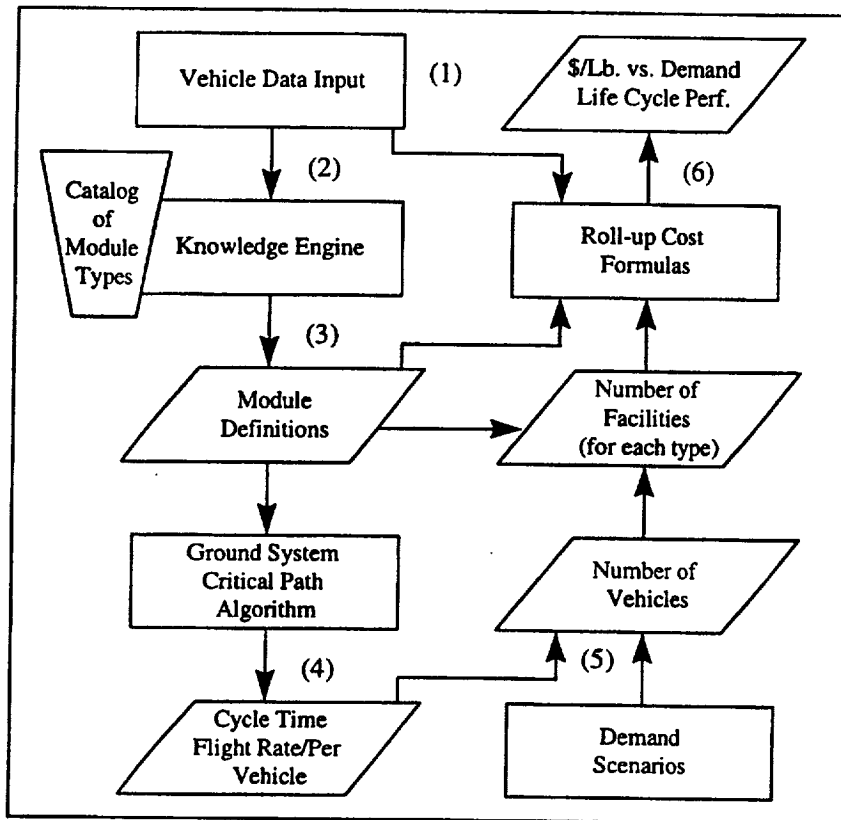 Vehicle Data Input
(1)
$/Lb. vs. Demand
Life Cycle Perf.
(2)
(6)
Catalog
of
Module
Types
Knowledge Engine
Roll-up Cost
Formulas
(3)
Module
Definitions
Number of
Facilities
(for each type)
Ground System
Critical Path
Algorithm
Number of
Vehicles
(4)
(5)
Cycle Time
Flight Rate/Per
Vehicle
Demand
Scenarios